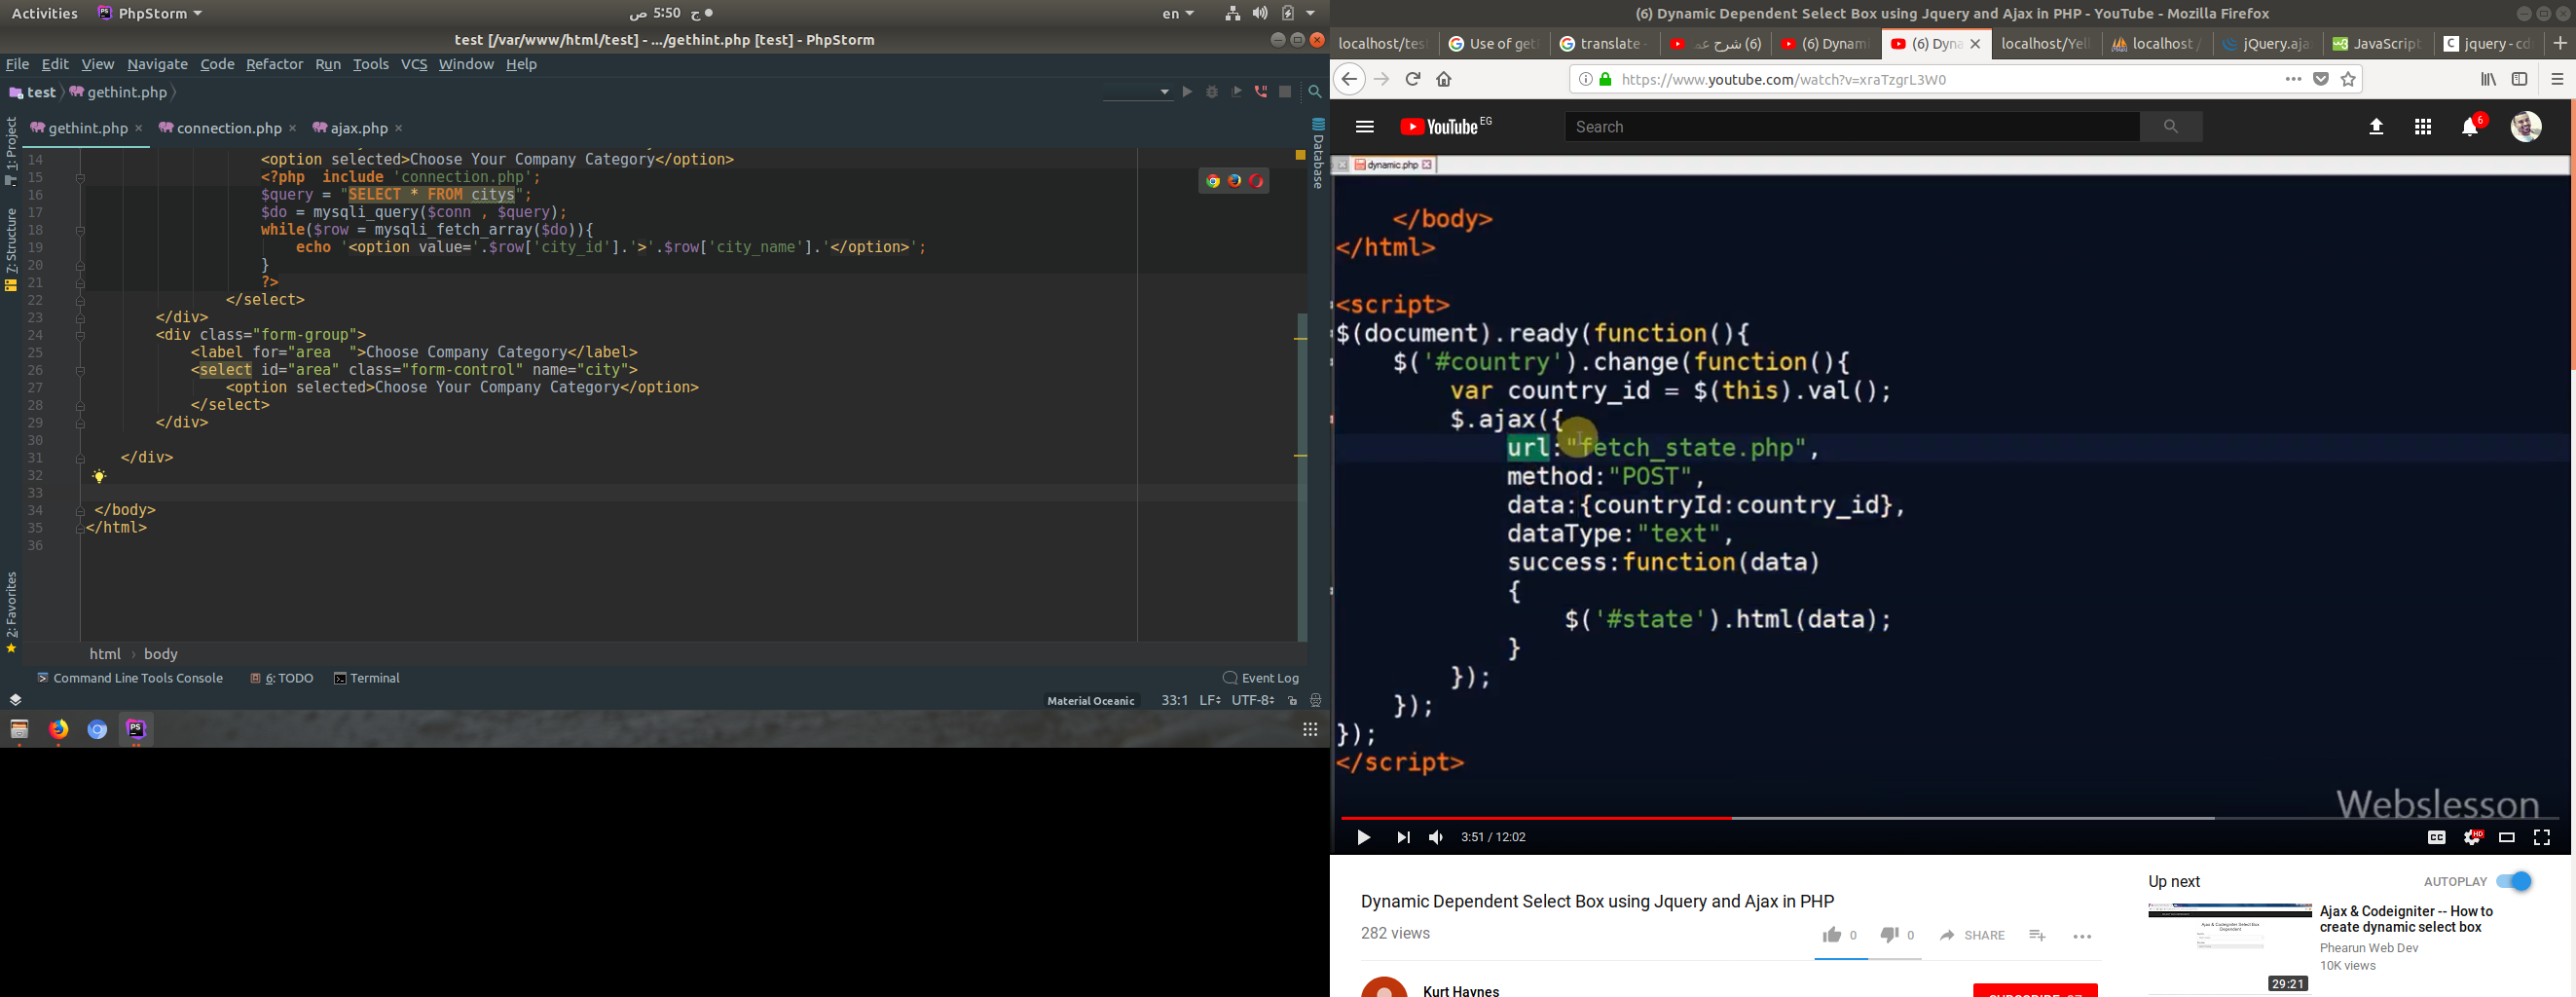 Activities PhpStorm ج 5:50 ص en
test [/var/www/html/test] - .../gethint.php [test] - PhpStorm
File Edit View Navigate Code Refactor Run Tools VCS Window Help
test gethint.php
gethint.php connection.php ajax.php
1: Project
7: Structure
2: Favorites
Database
14 <option selected>Choose Your Company Category</option>
15 <?php  include 'connection.php';
16 $query = "SELECT * FROM citys";
17 $do = mysqli_query($conn , $query);
18 while($row = mysqli_fetch_array($do)){
19 echo '<option value='.$row['city_id'].'>'.$row['city_name'].'</option>';
20 }
21 ?>
22 </select>
23 </div>
24 <div class="form-group">
25 <label for="area  ">Choose Company Category</label>
26 <select id="area" class="form-control" name="city">
27 <option selected>Choose Your Company Category</option>
28 </select>
29 </div>
30
31 </div>
32
33
34 </body>
35 </html>
36
html › body
Command Line Tools Console 6: TODO Terminal Event Log
Material Oceanic 33:1 LF UTF-8
(6) Dynamic Dependent Select Box using Jquery and Ajax in PHP - YouTube - Mozilla Firefox
localhost/tes Use of get translate - (6) شرح عم (6) Dynam (6) Dyna localhost/Yel localhost / jQuery.aja JavaScript jquery - cd
https://www.youtube.com/watch?v=xraTzgrL3W0
YouTube EG Search 6
dynamic.php
</body>
</html>
<script>
$(document).ready(function(){
$('#country').change(function(){
var country_id = $(this).val();
$.ajax({
url:"fetch_state.php",
method:"POST",
data:{countryId:country_id},
dataType:"text",
success:function(data)
{
$('#state').html(data);
}
});
});
});
</script>
Webslesson
3:51 / 12:02 CC HD
Dynamic Dependent Select Box using Jquery and Ajax in PHP
282 views
0 0 SHARE
Kurt Haynes
Up next AUTOPLAY
Ajax & Codeigniter -- How to
create dynamic select box
Phearun Web Dev
10K views
29:21